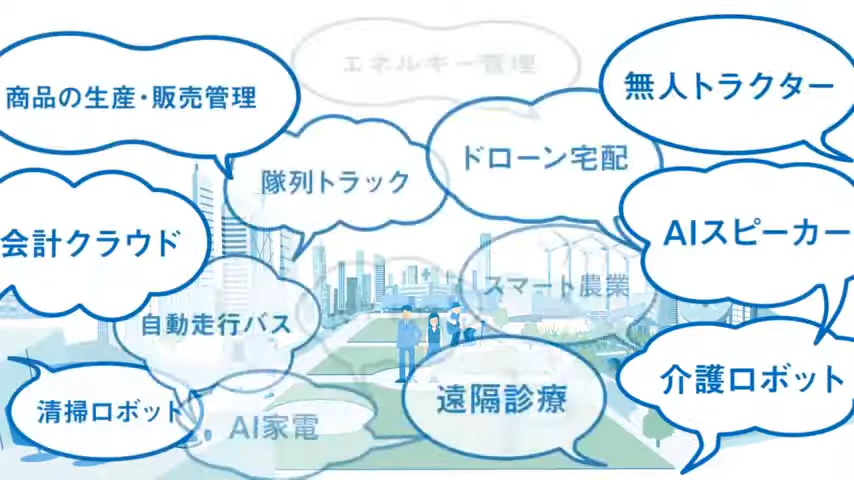 エネルギー管理
無人トラクター
商品の生産・販売管理
ドローン宅配
隊列トラック
AIスピーカー
会計クラウド
スマート農業
自動走行バス
介護ロボット
遠隔診療
清掃ロボット
AI家電